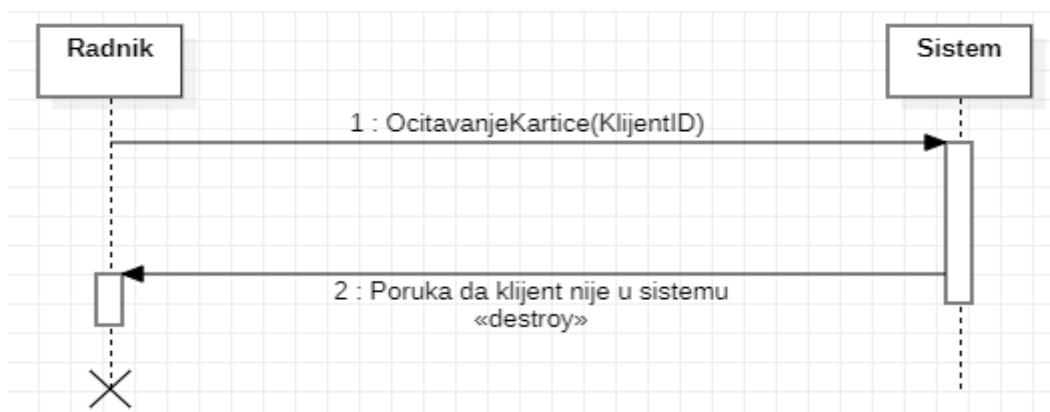 Radnik
Sistem
1 : OcitavanjeKartice(KlijentID)
2 : Poruka da klijent nije u sistemu
«destroy»